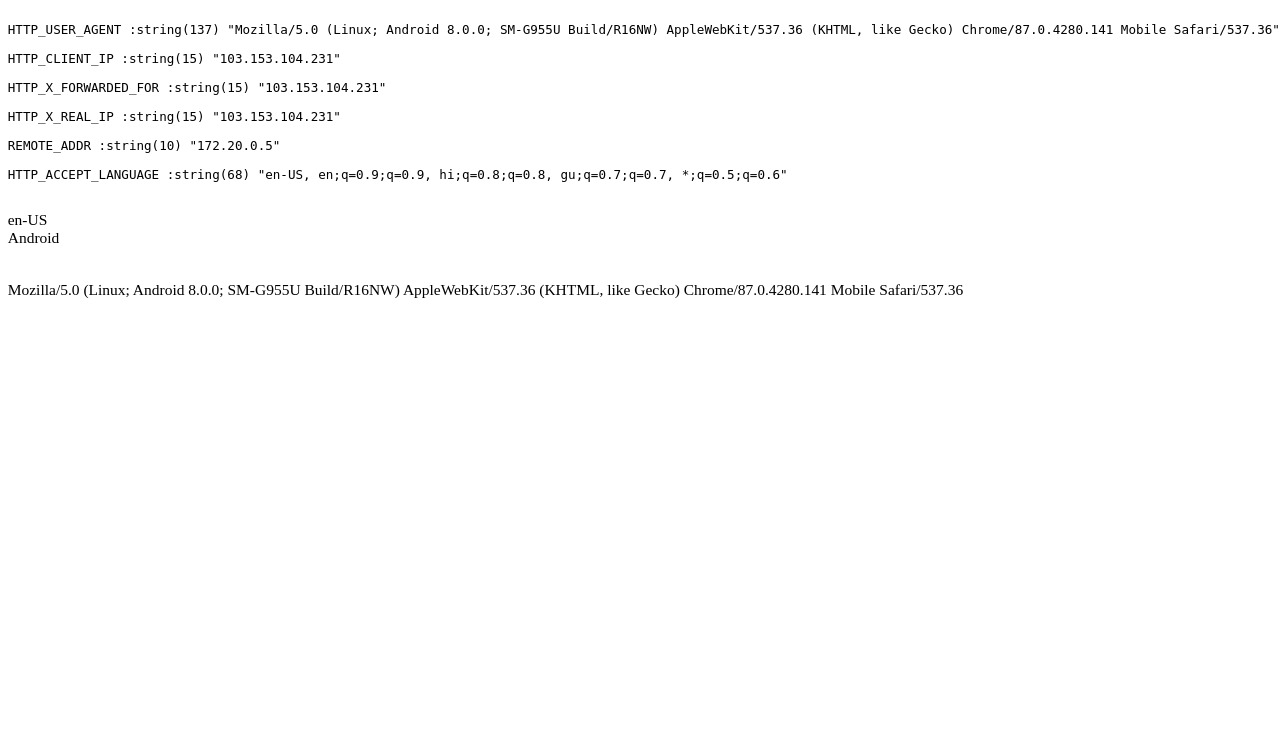 HTTP_USER_AGENT :string(137) "Mozilla/5.0 (Linux; Android 8.0.0; SM-G955U Build/R16NW) AppleWebKit/537.36 (KHTML, like Gecko) Chrome/87.0.4280.141 Mobile Safari/537.36"
HTTP_CLIENT_IP :string(15) "103.153.104.231"
HTTP_X_FORWARDED_FOR :string(15) "103.153.104.231"
HTTP_X_REAL_IP :string(15) "103.153.104.231"
REMOTE_ADDR :string(10) "172.20.0.5"
HTTP_ACCEPT_LANGUAGE :string(68) "en-US, en;q=0.9;q=0.9, hi;q=0.8;q=0.8, gu;q=0.7;q=0.7, *;q=0.5;q=0.6"
en-US
Android
Mozilla/5.0 (Linux; Android 8.0.0; SM-G955U Build/R16NW) AppleWebKit/537.36 (KHTML, like Gecko) Chrome/87.0.4280.141 Mobile Safari/537.36